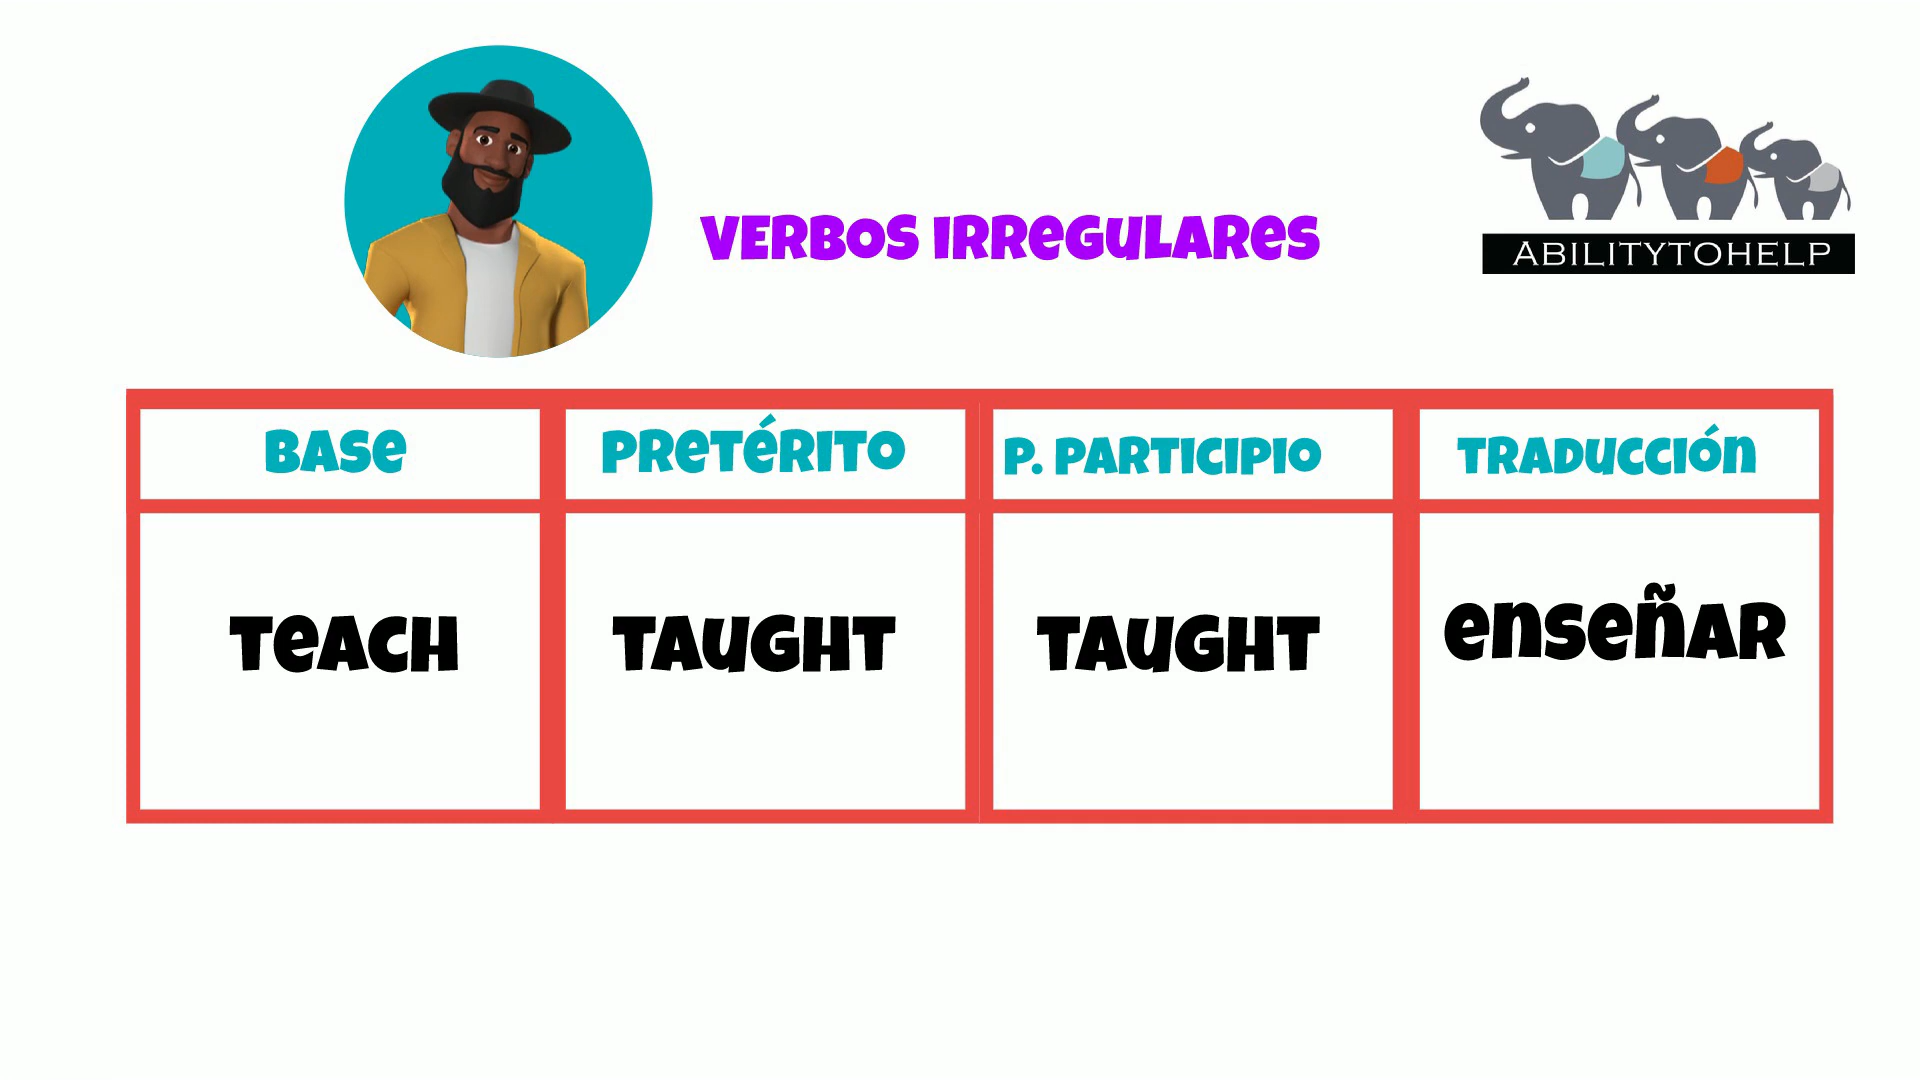 VERBOS IRREGULARES
ABILITYTOHELP
BASE PRETÉRITO P. PARTICIPIO TRADUCCIÓN
TEACH TAUGHT TAUGHT ENSEÑAR